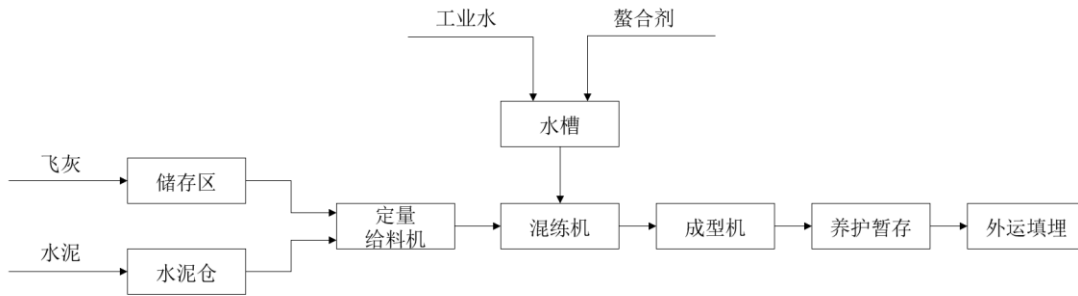 工业水
螯合剂
水槽
飞灰
储存区
定量
给料机
混练机
成型机
养护暂存
外运填埋
水泥
水泥仓